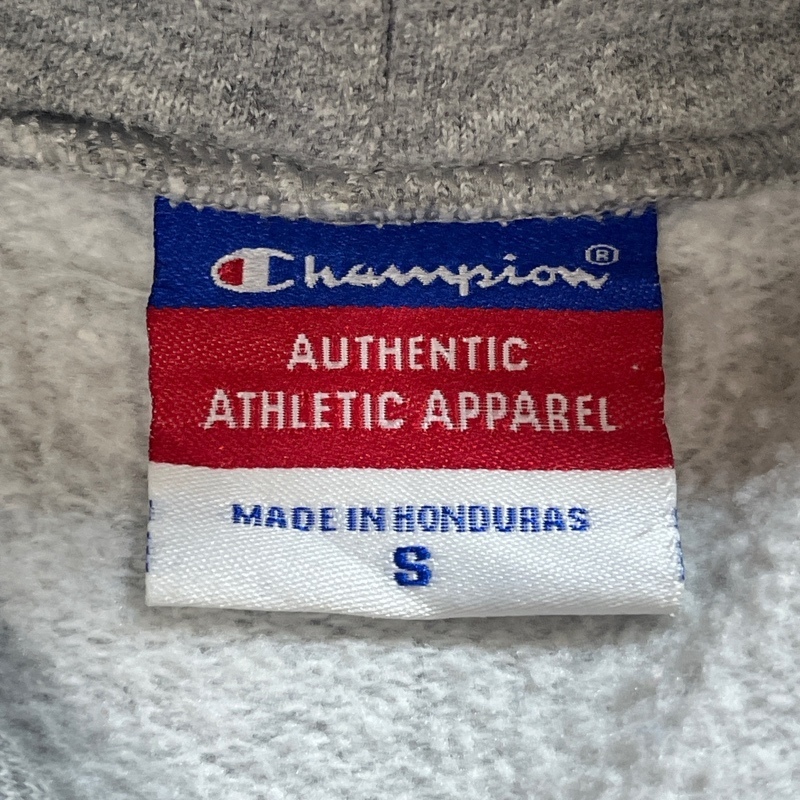 Champion®
AUTHENTIC
ATHLETIC APPAREL
MADE IN HONDURAS
S